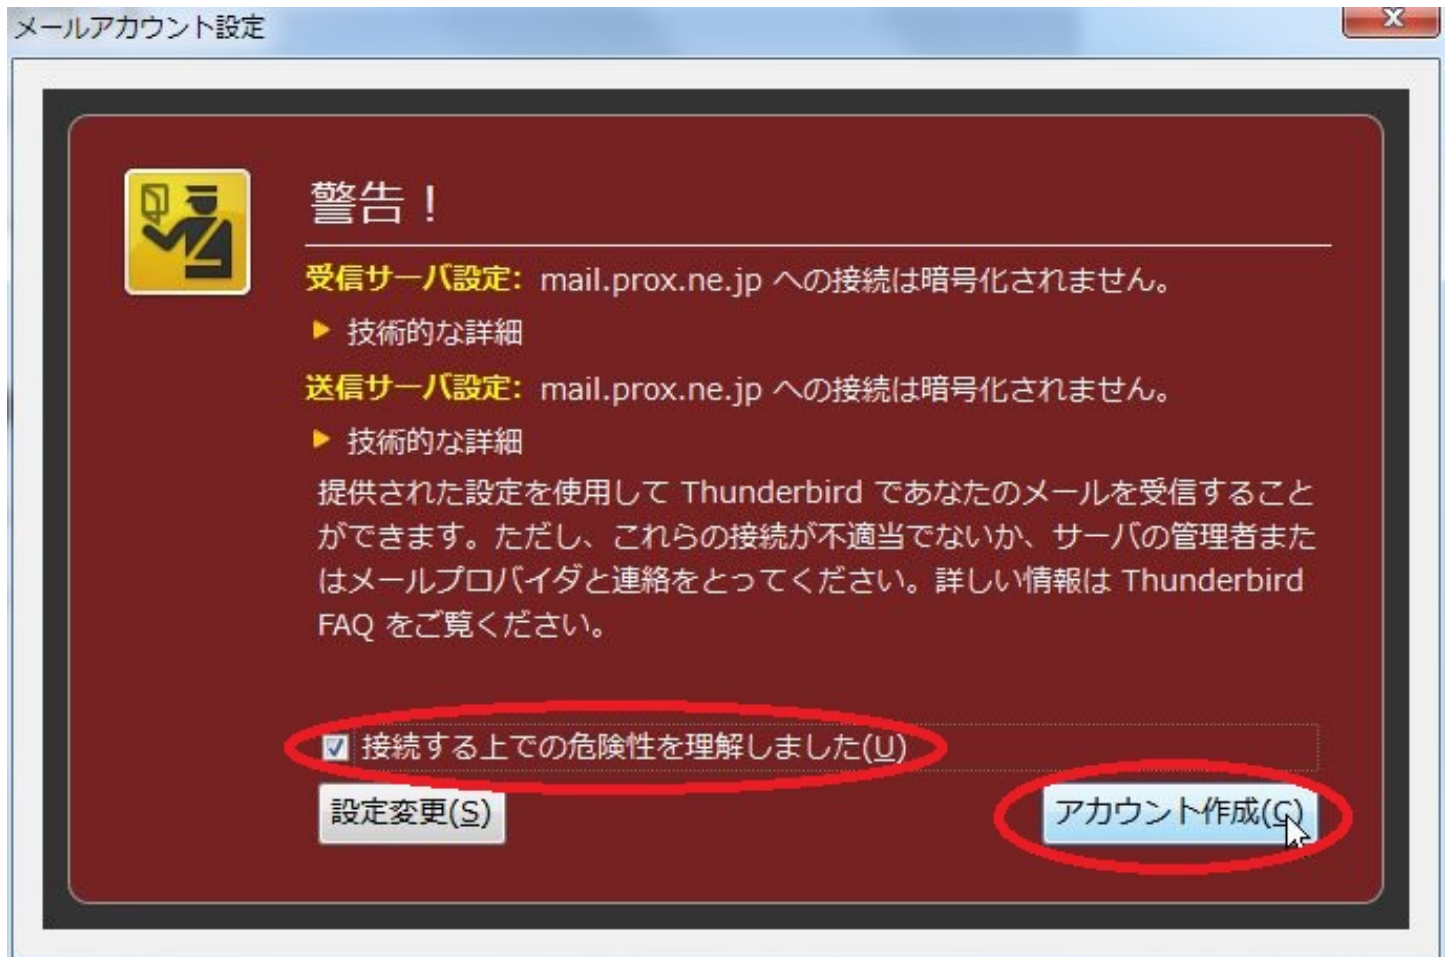 メールアカウント設定
警告！
受信サーバ設定: mail.prox.ne.jp への接続は暗号化されません。
技術的な詳細
送信サーバ設定: mail.prox.ne.jp への接続は暗号化されません。
技術的な詳細
提供された設定を使用して Thunderbird であなたのメールを受信すること
ができます。ただし、これらの接続が不適当でないか、サーバの管理者また
はメールプロバイダと連絡をとってください。詳しい情報は Thunderbird
FAQ をご覧ください。
接続する上での危険性を理解しました(U)
設定変更(S)
アカウント作成(C)